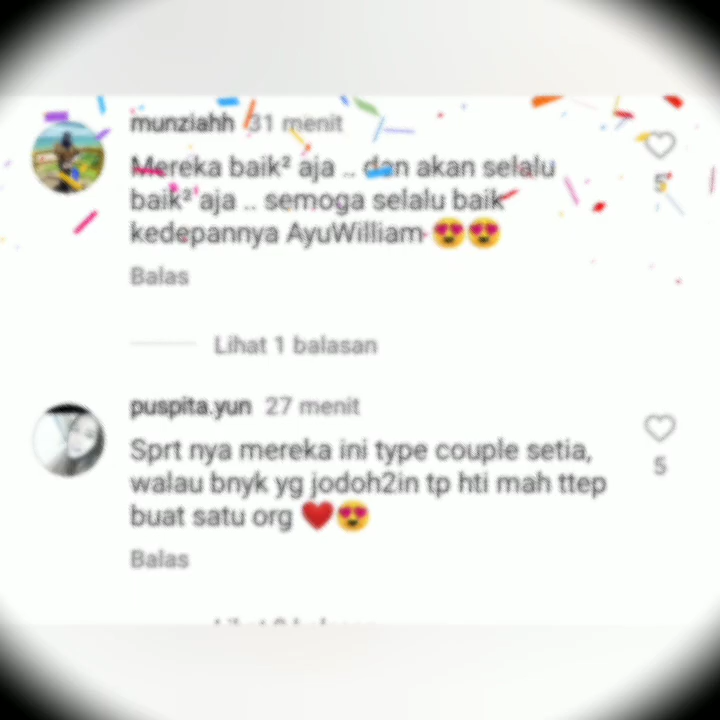 munziahh 31 menit
Mereka baik² aja .. dan akan selalu
5
baik² aja .. semoga selalu baik
kedepannya AyuWilliam 😍😍
Balas
Lihat 1 balasan
puspita.yun 27 menit
Sprt nya mereka ini type couple setia,
5
walau bnyk yg jodoh2in tp hti mah ttep
buat satu org ❤️😍
Balas